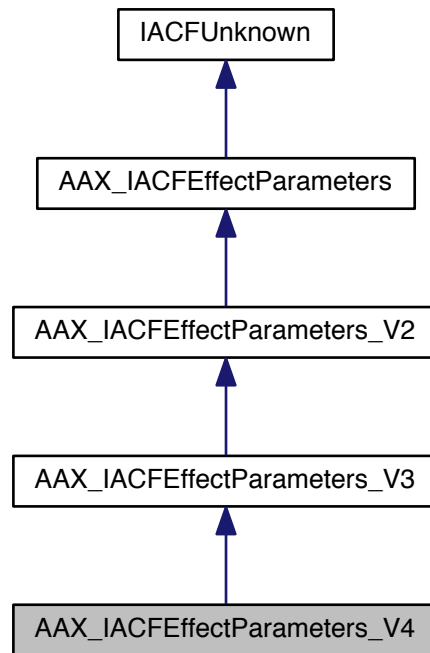 IACFUnknown
AAX_IACFEffectParameters
AAX_IACFEffectParameters_V2
AAX_IACFEffectParameters_V3
AAX_IACFEffectParameters_V4